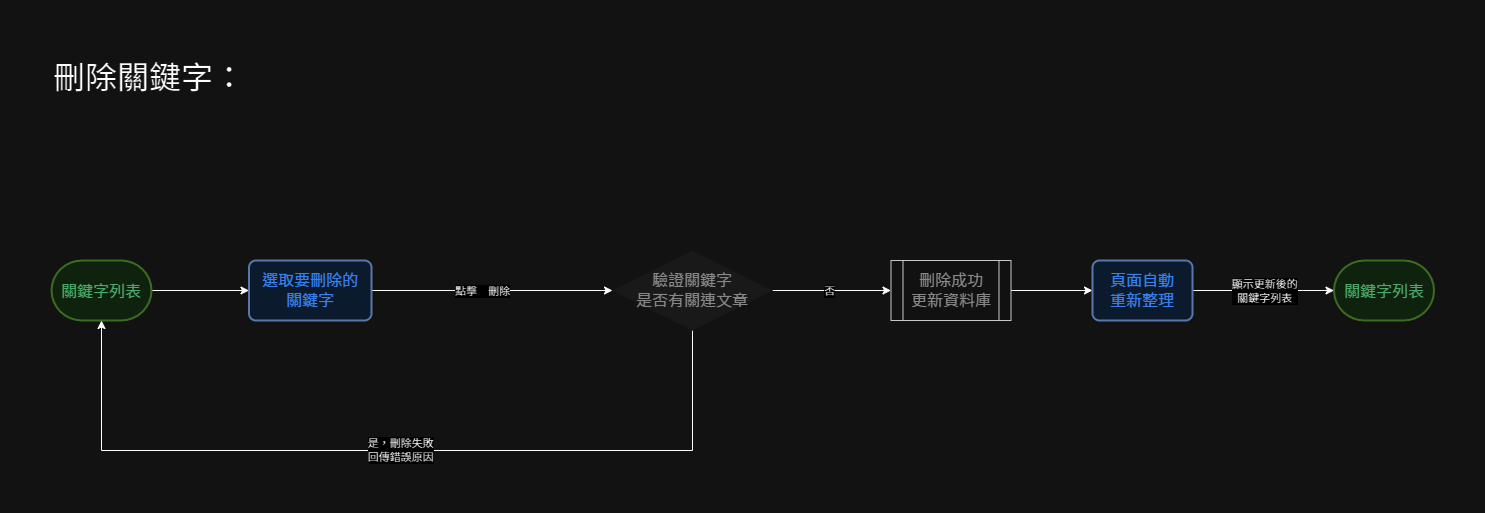 刪除關鍵字：
關鍵字列表
選取要刪除的
關鍵字
點擊　刪除
驗證關鍵字
是否有關連文章
否
刪除成功
更新資料庫
頁面自動
重新整理
顯示更新後的
關鍵字列表
關鍵字列表
是，刪除失敗
回傳錯誤原因